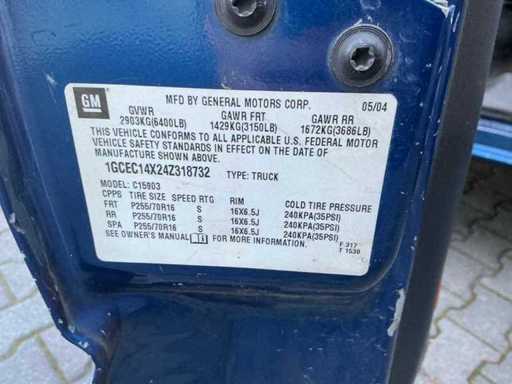 GM
MFD BY GENERAL MOTORS CORP. 05/04
GVWR GAWR FRT GAWR RR
2903KG(6400LB) 1429KG(3150LB) 1672KG(3686LB)
THIS VEHICLE CONFORMS TO ALL APPLICABLE U.S. FEDERAL MOTOR
VEHICLE SAFETY STANDARDS IN EFFECT ON THE DATE OF
MANUFACTURE SHOWN ABOVE.
1GCEC14X24Z318732 TYPE: TRUCK
MODEL: C15903
CPPS TIRE SIZE SPEED RTG RIM COLD TIRE PRESSURE
FRT P255/70R16 S 16X6.5J 240KPA(35PSI)
RR P255/70R16 S 16X6.5J 240KPA(35PSI)
SPA P255/70R16 S 16X6.5J 240KPA(35PSI)
SEE OWNER'S MANUAL FOR MORE INFORMATION.
F 317
T 1530